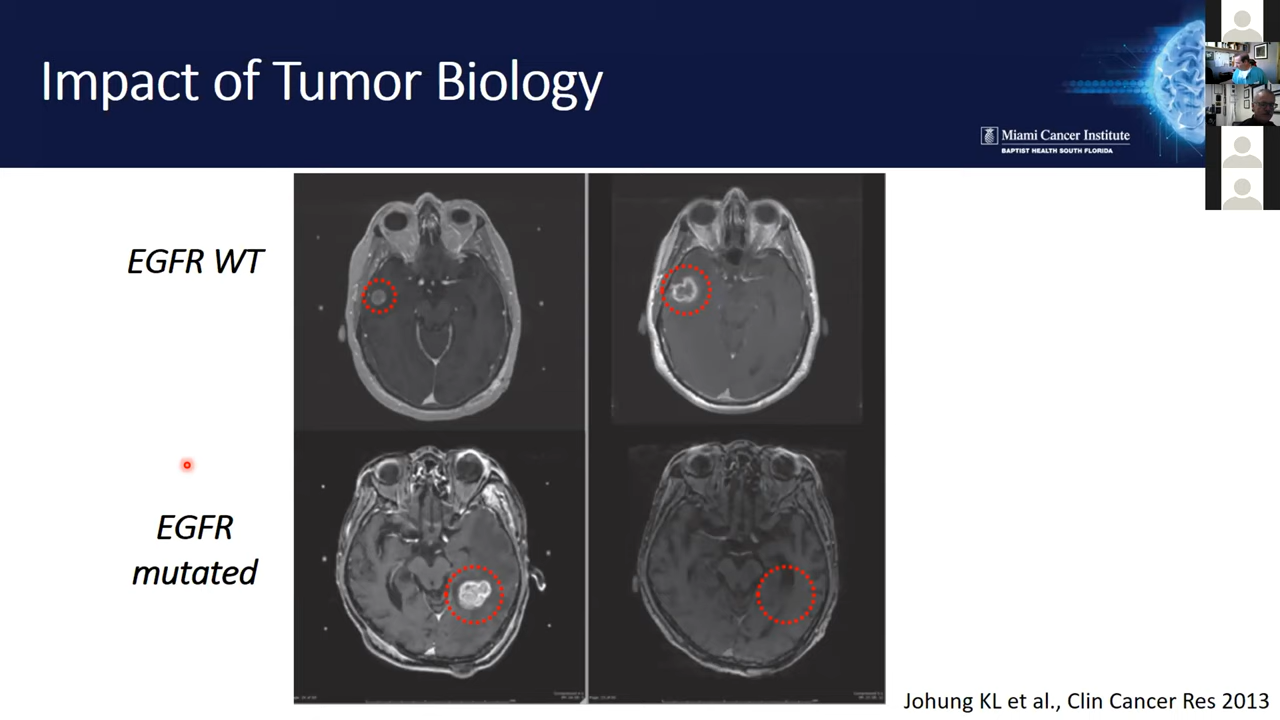 Impact of Tumor Biology
Miami Cancer Institute
BAPTIST HEALTH SOUTH FLORIDA
EGFR WT
EGFR
mutated
Johung KL et al., Clin Cancer Res 2013